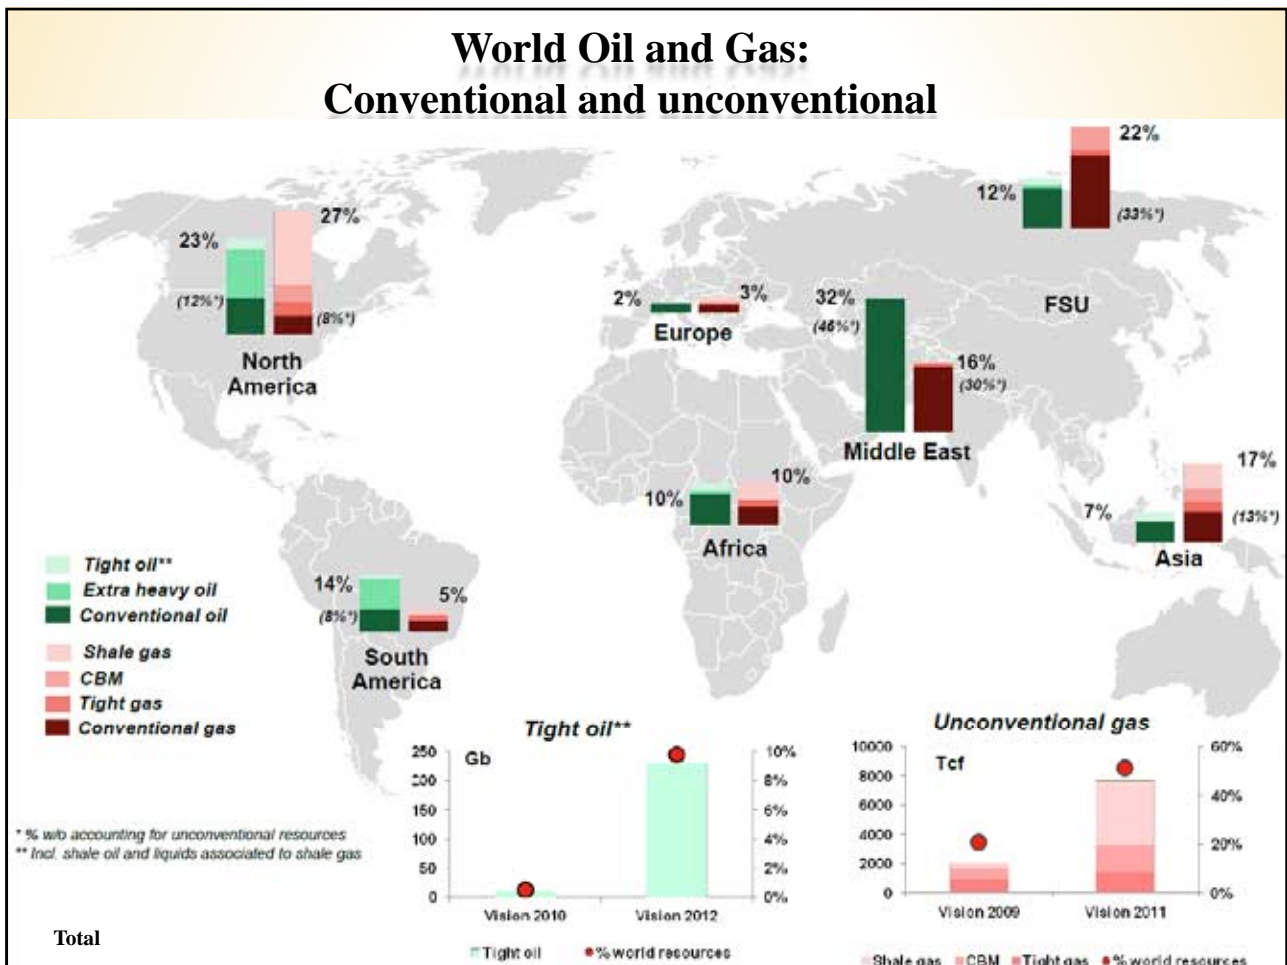 World Oil and Gas:
Conventional and unconventional
22%
12%
(33%*)
FSU
27%
23%
(12%*)
(8%*)
North
America
2%
3%
Europe
32%
(46%*)
16%
(30%*)
Middle East
10%
10%
Africa
17%
7%
(13%*)
Asia
14%
(8%*)
5%
South
America
Tight oil**
Extra heavy oil
Conventional oil
Shale gas
CBM
Tight gas
Conventional gas
* % w/o accounting for unconventional resources
** Incl. shale oil and liquids associated to shale gas
Total
Tight oil**
Gb
250
200
150
100
50
0
10%
8%
6%
4%
2%
0%
Vision 2010
Vision 2012
Tight oil
% world resources
Unconventional gas
Tcf
10000
8000
6000
4000
2000
0
60%
40%
20%
0%
Vision 2009
Vision 2011
Shale gas
CBM
Tight gas
% world resources